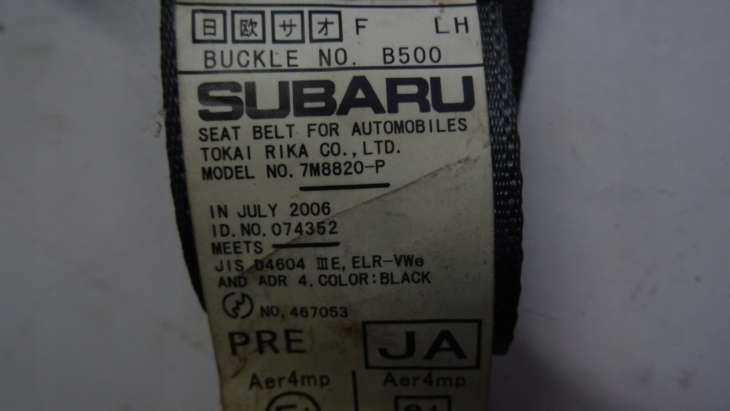 日 欧 サ オ F LH
BUCKLE NO. B500
SUBARU
SEAT BELT FOR AUTOMOBILES
TOKAI RIKA CO.,LTD.
MODEL NO. 7M8820-P
IN JULY 2006
ID.NO.074352
MEETS
JIS D4604 ⅢE, ELR-VWe
AND ADR 4.COLOR:BLACK
NO,467053
PRE JA
Aer4mp Aer4mp